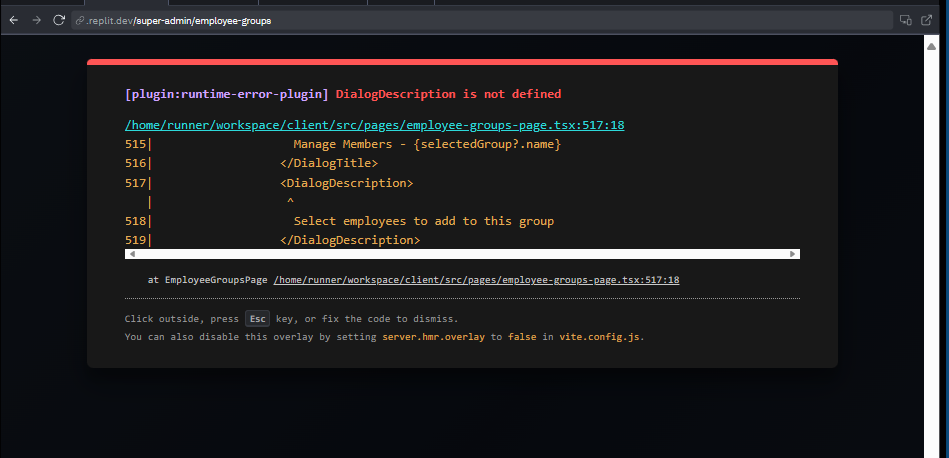 .replit.dev/super-admin/employee-groups
[plugin:runtime-error-plugin] DialogDescription is not defined
/home/runner/workspace/client/src/pages/employee-groups-page.tsx:517:18
515|                    Manage Members - {selectedGroup?.name}
516|                  </DialogTitle>
517|                  <DialogDescription>
   |                   ^
518|                    Select employees to add to this group
519|                  </DialogDescription>
at EmployeeGroupsPage /home/runner/workspace/client/src/pages/employee-groups-page.tsx:517:18
Click outside, press Esc key, or fix the code to dismiss.
You can also disable this overlay by setting server.hmr.overlay to false in vite.config.js.